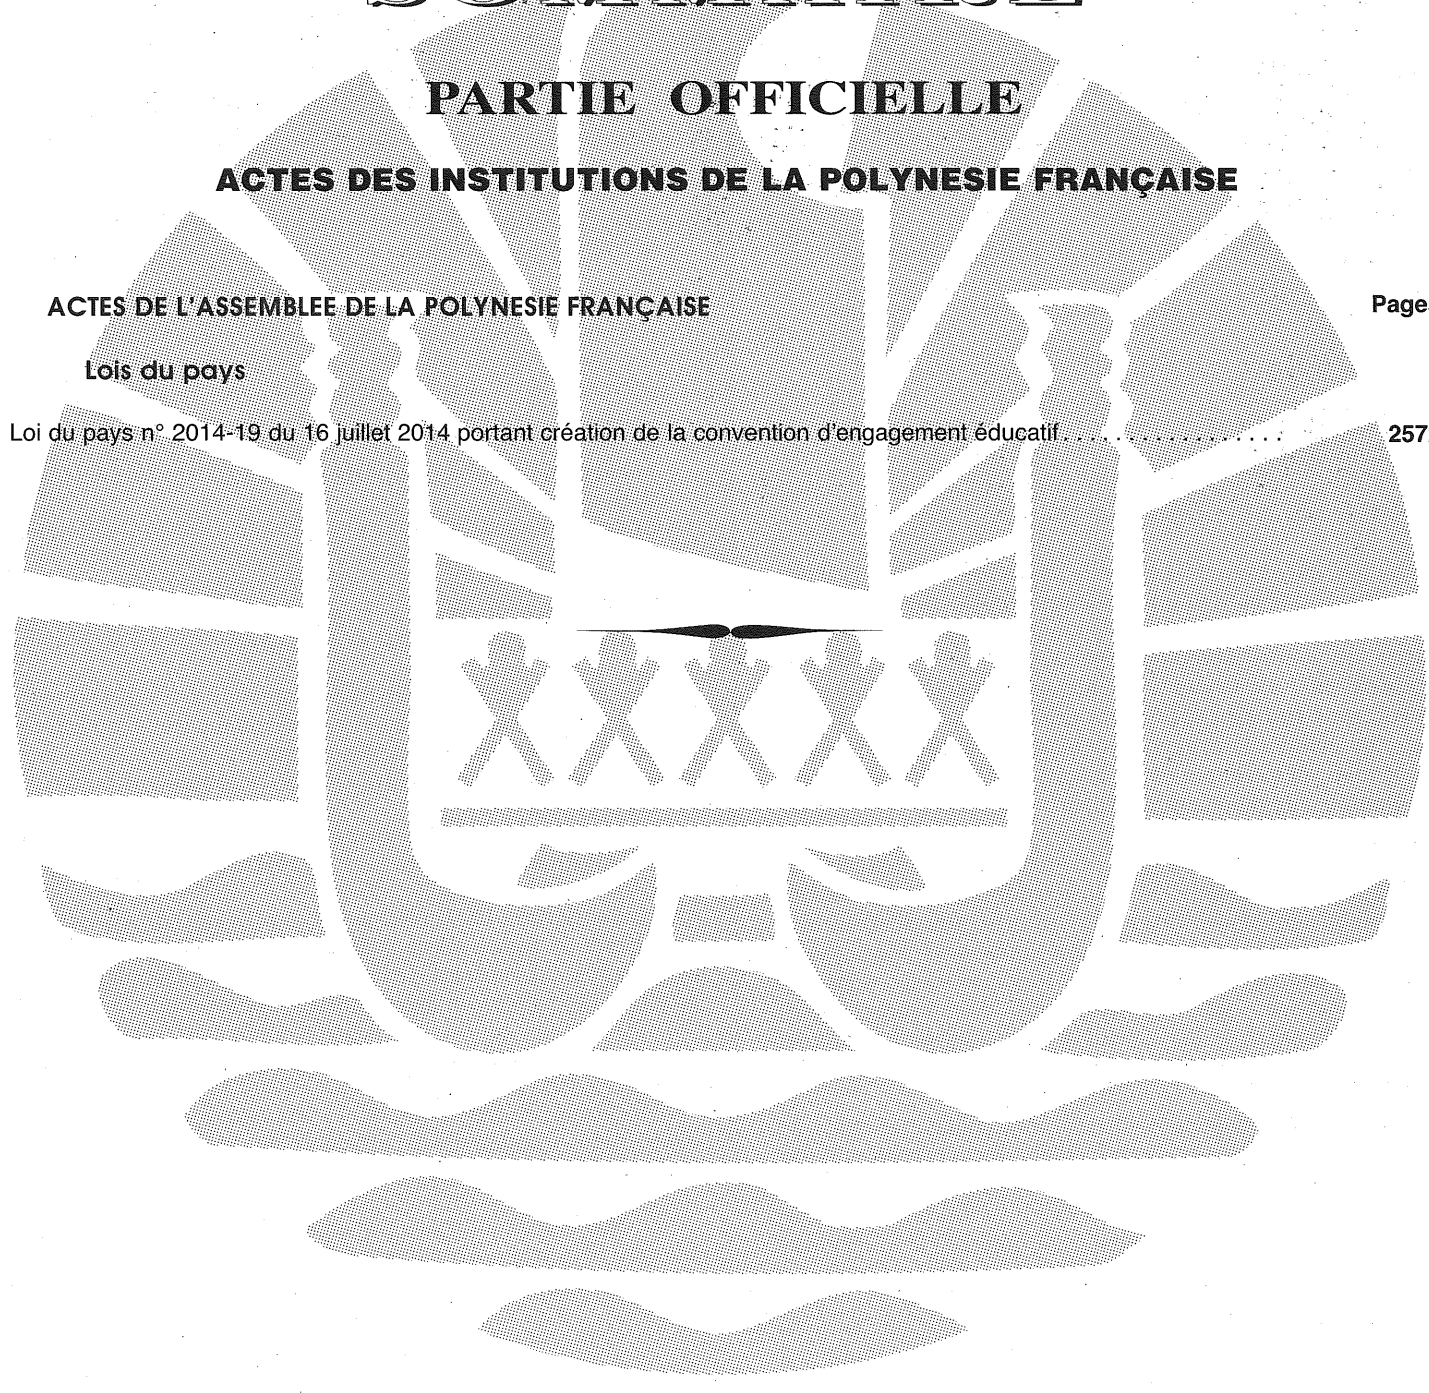 PARTIE OFFICIELLE
ACTES DES INSTITUTIONS DE LA POLYNESIE FRANÇAISE
ACTES DE L'ASSEMBLEE DE LA POLYNESIE FRANÇAISE Page
Lois du pays
Loi du pays n° 2014-19 du 16 juillet 2014 portant création de la convention d'engagement éducatif................. 257